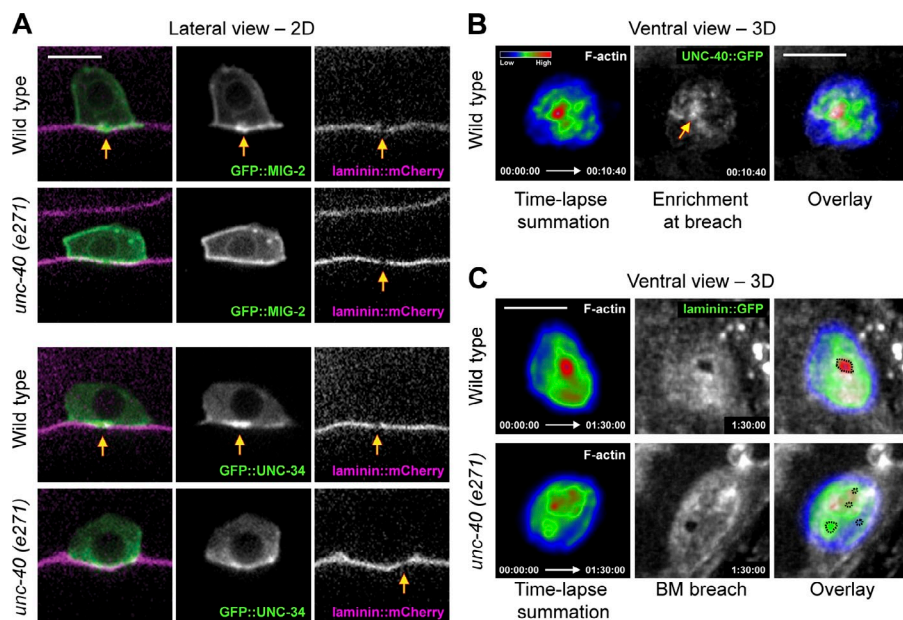 A
Lateral view – 2D
Wild type
GFP::MIG-2
laminin::mCherry
unc-40 (e271)
GFP::MIG-2
laminin::mCherry
Wild type
GFP::UNC-34
laminin::mCherry
unc-40 (e271)
GFP::UNC-34
laminin::mCherry
B
Ventral view – 3D
Wild type
Low High
F-actin
00:00:00 00:10:40
UNC-40::GFP
00:10:40
Time-lapse
summation
Enrichment
at breach
Overlay
C
Ventral view – 3D
Wild type
F-actin
00:00:00 01:30:00
laminin::GFP
1:30:00
unc-40 (e271)
F-actin
00:00:00 01:30:00
1:30:00
Time-lapse
summation
BM breach
Overlay